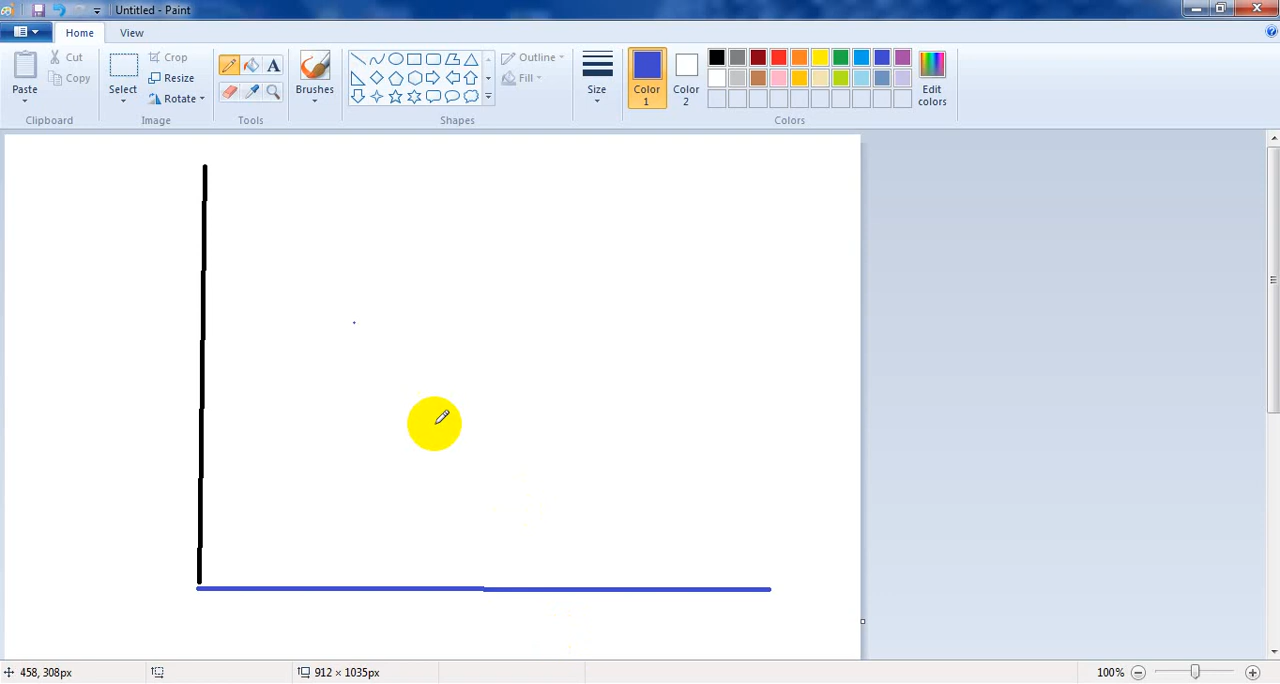 Untitled - Paint
Home View
Paste
Cut
Copy
Clipboard
Select
Crop
Resize
Rotate
Image
A
Tools
Brushes
Outline
Fill
Shapes
Size
Color 1
Color 2
Edit colors
Colors
458, 308px
912 × 1035px
100%